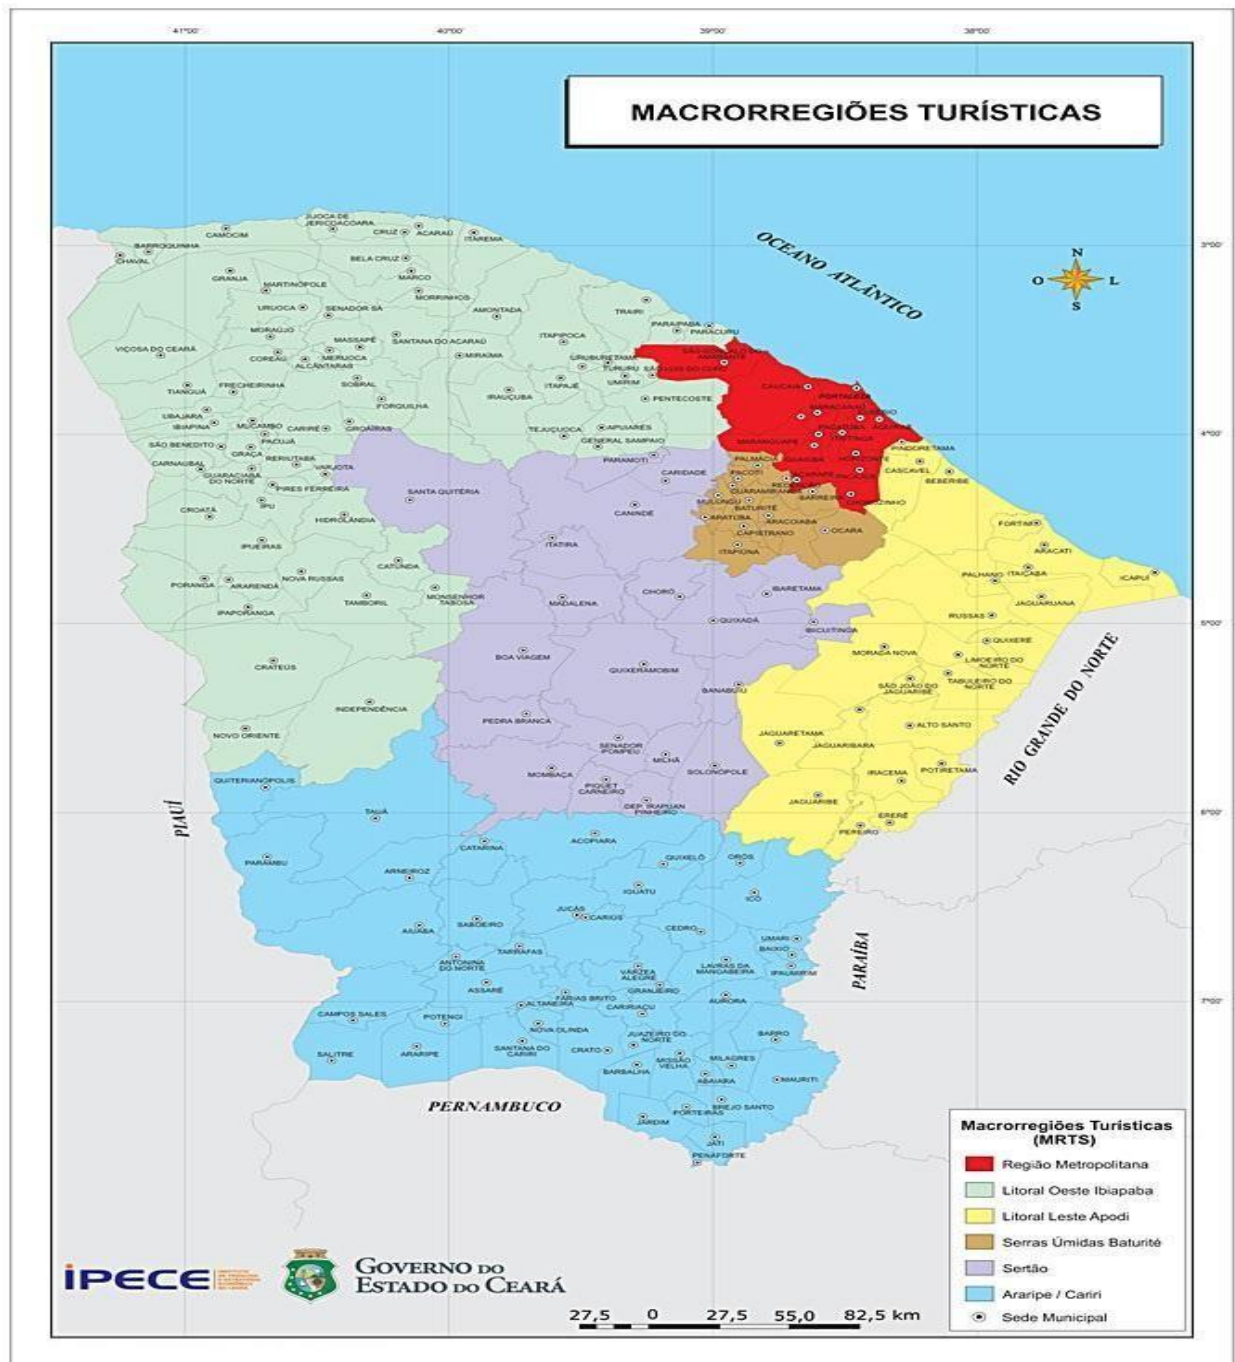 41°00'
40°00'
39°00'
38°00'
MACRORREGIÕES TURÍSTICAS
OCEANO ATLÂNTICO
N
O
L
S
3°00'
4°00'
5°00'
6°00'
7°00'
JIJOCA DE
JERICOACOARA
CAMOCIM
CRUZ
ACARAÚ
ITAREMA
BARROQUINHA
CHAVAL
BELA CRUZ
GRANJA
MARCO
MARTINÓPOLE
MORRINHOS
URUOCA
SENADOR SÁ
AMONTADA
TRAIRI
PARAIPABA
PARACURU
MORAÚJO
MASSAPÊ
SANTANA DO ACARAÚ
ITAPIPOCA
VIÇOSA DO CEARÁ
COREAÚ
MERUOCA
ALCÂNTARAS
MIRAÍMA
URUBURETAMA
TURURU
UMIRIM
FRECHEIRINHA
TIANGUÁ
SOBRAL
IRAUÇUBA
ITAPAJÉ
PENTECOSTE
FORQUILHA
UBAJARA
IBIAPINA
MUCAMBO
CARIRÉ
GROAÍRAS
TEJUÇUOCA
APUIARÉS
GENERAL SAMPAIO
SÃO BENEDITO
PACUJÁ
GRAÇA
RERIUTABA
VARJOTA
CARNAUBAL
GUARACIABA
DO NORTE
PIRES FERREIRA
CROATÁ
IPU
HIDROLÂNDIA
IPUEIRAS
CATUNDA
PORANGA
ARARENDÁ
NOVA RUSSAS
IPAPORANGA
TAMBORIL
MONSENHOR
TABOSA
CRATEÚS
INDEPENDÊNCIA
NOVO ORIENTE
CAUCAIA
FORTALEZA
MARACANAÚ
PACATUBA
ITAITINGA
MARANGUAPE
PINDORETAMA
CASCAVEL
BEBERIBE
PARAMOTI
CARIDADE
SANTA QUITÉRIA
CANINDÉ
ITATIRA
PALMÁCIA
PACOTI
GUARAMIRANGA
MULUNGU
BATURITÉ
BARREIRA
ARATUBA
ARACOIABA
CAPISTRANO
OCARA
ITAPIÚNA
FORTIM
ARACATI
ITAIÇABA
PALHANO
ICAPUÍ
JAGUARUANA
RUSSAS
QUIXERÉ
MADALENA
CHORÓ
IBARETAMA
QUIXADÁ
IBICUITINGA
MORADA NOVA
LIMOEIRO DO
NORTE
TABULEIRO DO
NORTE
SÃO JOÃO DO
JAGUARIBE
BOA VIAGEM
QUIXERAMOBIM
BANABUIÚ
PEDRA BRANCA
SENADOR
POMPEU
MILHÃ
SOLONÓPOLE
MOMBAÇA
PIQUET
CARNEIRO
DEP. IRAPUAN
PINHEIRO
ALTO SANTO
JAGUARETAMA
JAGUARIBARA
IRACEMA
POTIRETAMA
JAGUARIBE
ERERÊ
PEREIRO
RIO GRANDE DO NORTE
PIAUÍ
QUITERIANÓPOLIS
TAUÁ
PARAMBU
ARNEIROZ
CATARINA
ACOPIARA
QUIXELÔ
ORÓS
IGUATU
ICÓ
AIUABA
SABOEIRO
JUCÁS
CARIÚS
CEDRO
UMARI
BAIXIO
IPAUMIRIM
TARRAFAS
ANTONINA
DO NORTE
VÁRZEA
ALEGRE
LAVRAS DA
MANGABEIRA
ASSARÉ
GRANJEIRO
PARAÍBA
FARIAS BRITO
ALTANEIRA
CARIRIAÇU
AURORA
CAMPOS SALES
POTENGI
NOVA OLINDA
JUAZEIRO DO
NORTE
BARRO
SALITRE
ARARIPE
SANTANA DO
CARIRI
CRATO
MISSÃO
VELHA
MILAGRES
BARBALHA
ABAIARA
MAURITI
PERNAMBUCO
BREJO SANTO
PORTEIRAS
JARDIM
JATI
PENAFORTE
Macrorregiões Turísticas
(MRTS)
Região Metropolitana
Litoral Oeste Ibiapaba
Litoral Leste Apodi
Serras Úmidas Baturité
Sertão
Araripe / Cariri
Sede Municipal
IPECE
GOVERNO DO
ESTADO DO CEARÁ
27,5 0 27,5 55,0 82,5 km